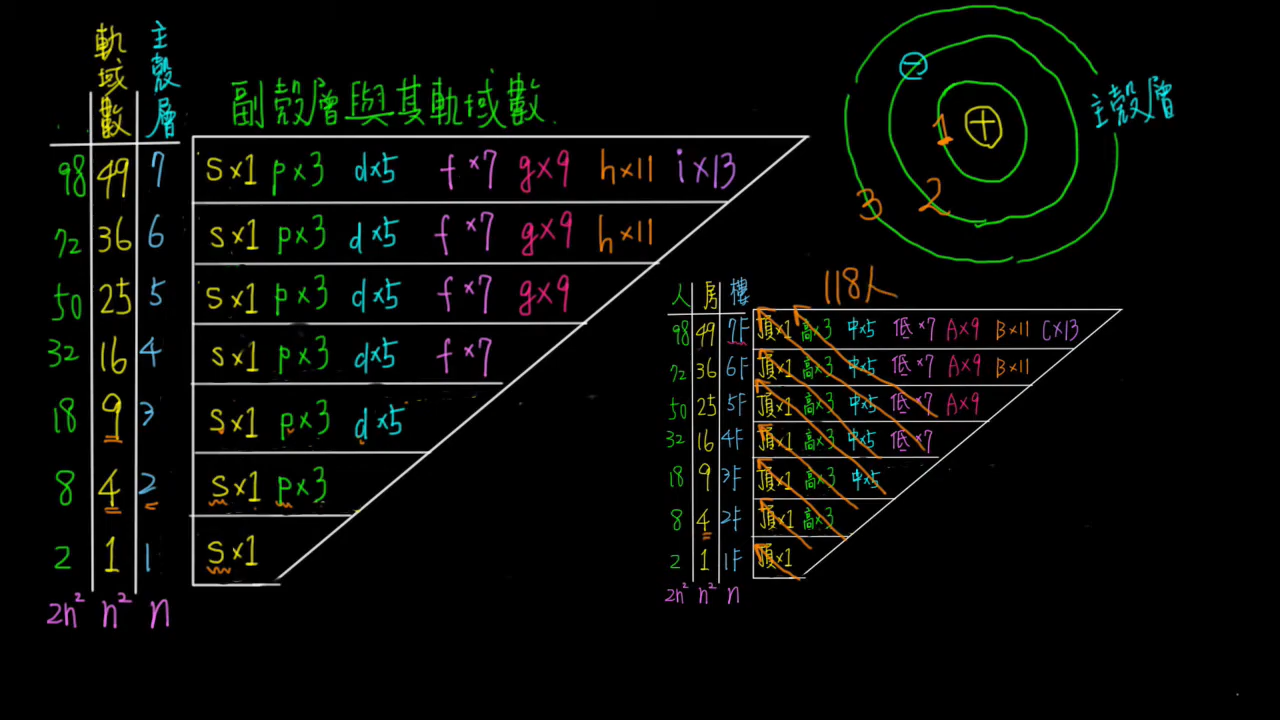 軌域數 主殼層
副殼層與其軌域數
98 49 7 s×1 p×3 d×5 f×7 g×9 h×11 i×13
72 36 6 s×1 p×3 d×5 f×7 g×9 h×11
50 25 5 s×1 p×3 d×5 f×7 g×9
32 16 4 s×1 p×3 d×5 f×7
18 9 3 s×1 p×3 d×5
8 4 2 s×1 p×3
2 1 1 s×1
2n² n² n
+
−
1
2
3
主殼層
118人
人 房 樓
98 49 7F 頂×1 高×3 中×5 低×7 A×9 B×11 C×13
72 36 6F 頂×1 高×3 中×5 低×7 A×9 B×11
50 25 5F 頂×1 高×3 中×5 低×7 A×9
32 16 4F 頂×1 高×3 中×5 低×7
18 9 3F 頂×1 高×3 中×5
8 4 2F 頂×1 高×3
2 1 1F 頂×1
2n² n² n